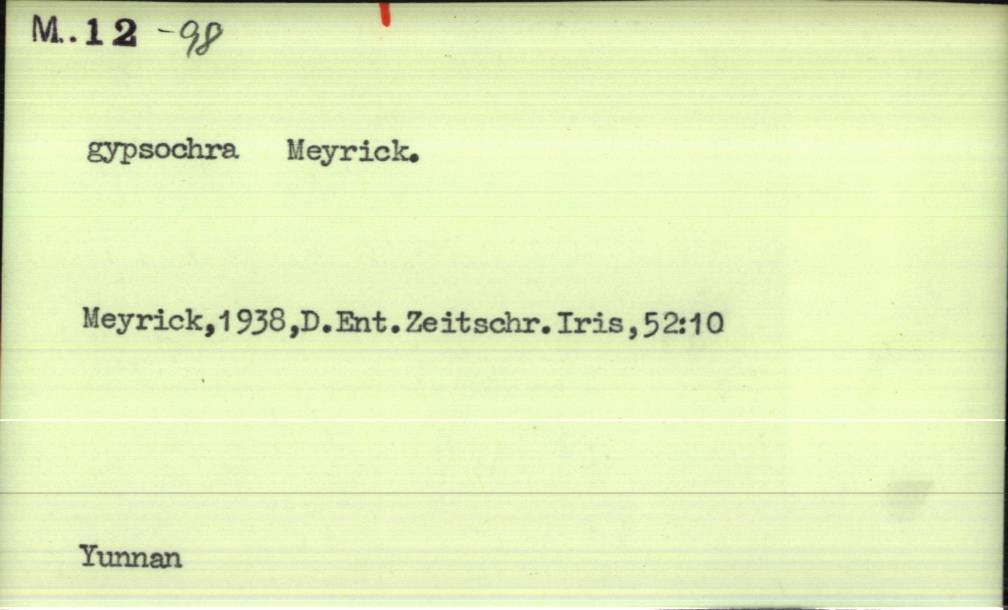 M..12 -98
gypsochra Meyrick.
Meyrick,1938,D.Ent.Zeitschr.Iris,52:10
Yunnan